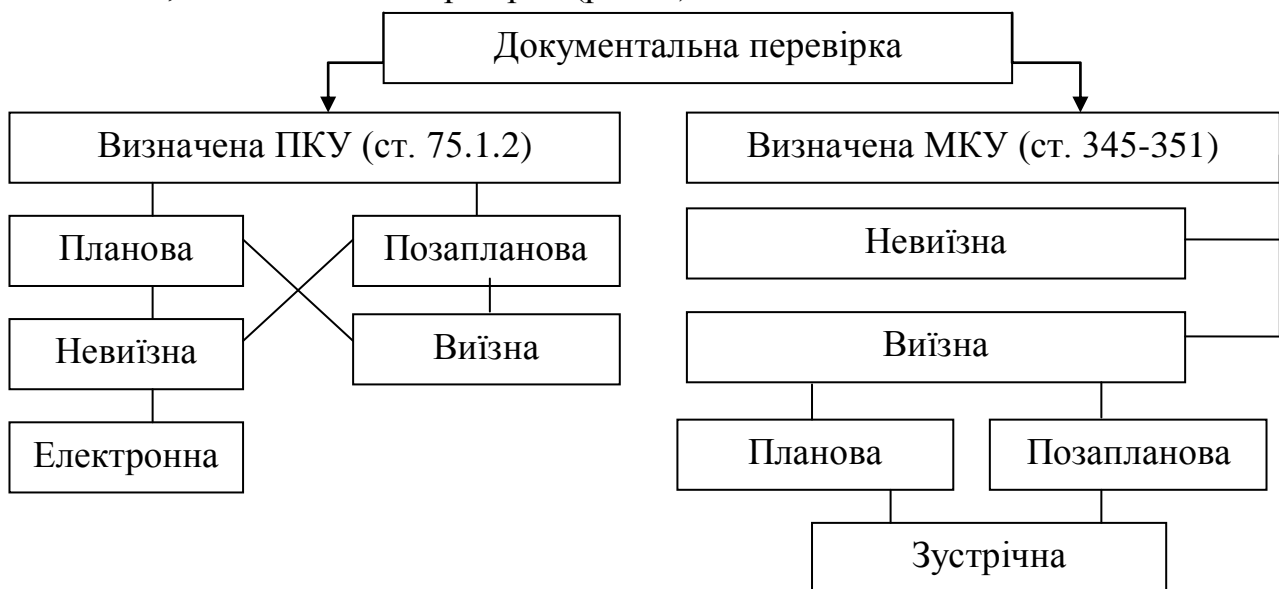 Документальна перевірка
Визначена ПКУ (ст. 75.1.2)
Визначена МКУ (ст. 345-351)
Планова
Позапланова
Невиїзна
Невиїзна
Виїзна
Виїзна
Електронна
Планова
Позапланова
Зустрічна